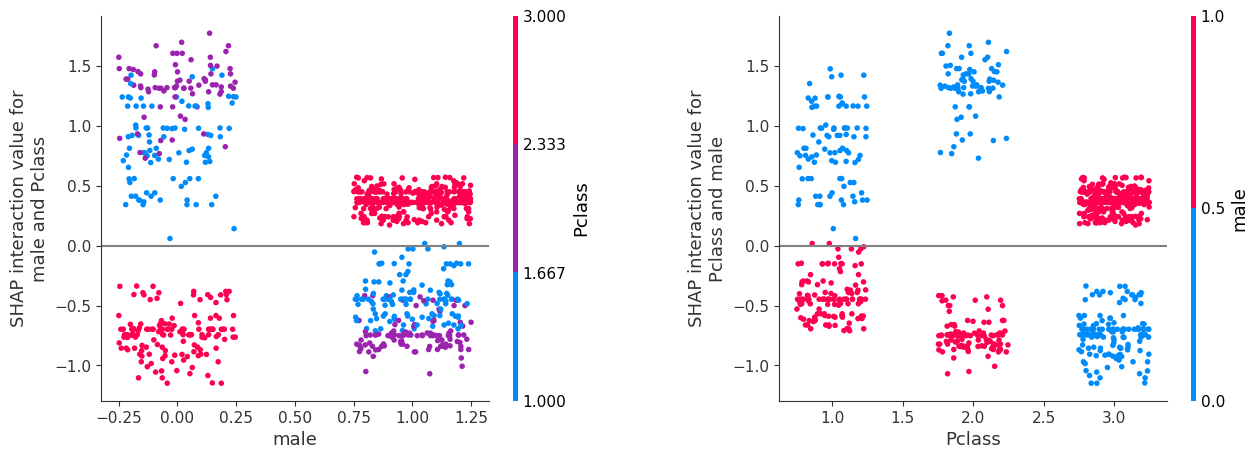 SHAP interaction value for
male and Pclass
1.5
1.0
0.5
0.0
−0.5
−1.0
−0.25 0.00 0.25 0.50 0.75 1.00 1.25
male
3.000
2.333
1.667
1.000
Pclass
SHAP interaction value for
Pclass and male
1.5
1.0
0.5
0.0
−0.5
−1.0
1.0 1.5 2.0 2.5 3.0
Pclass
1.0
0.5
0.0
male